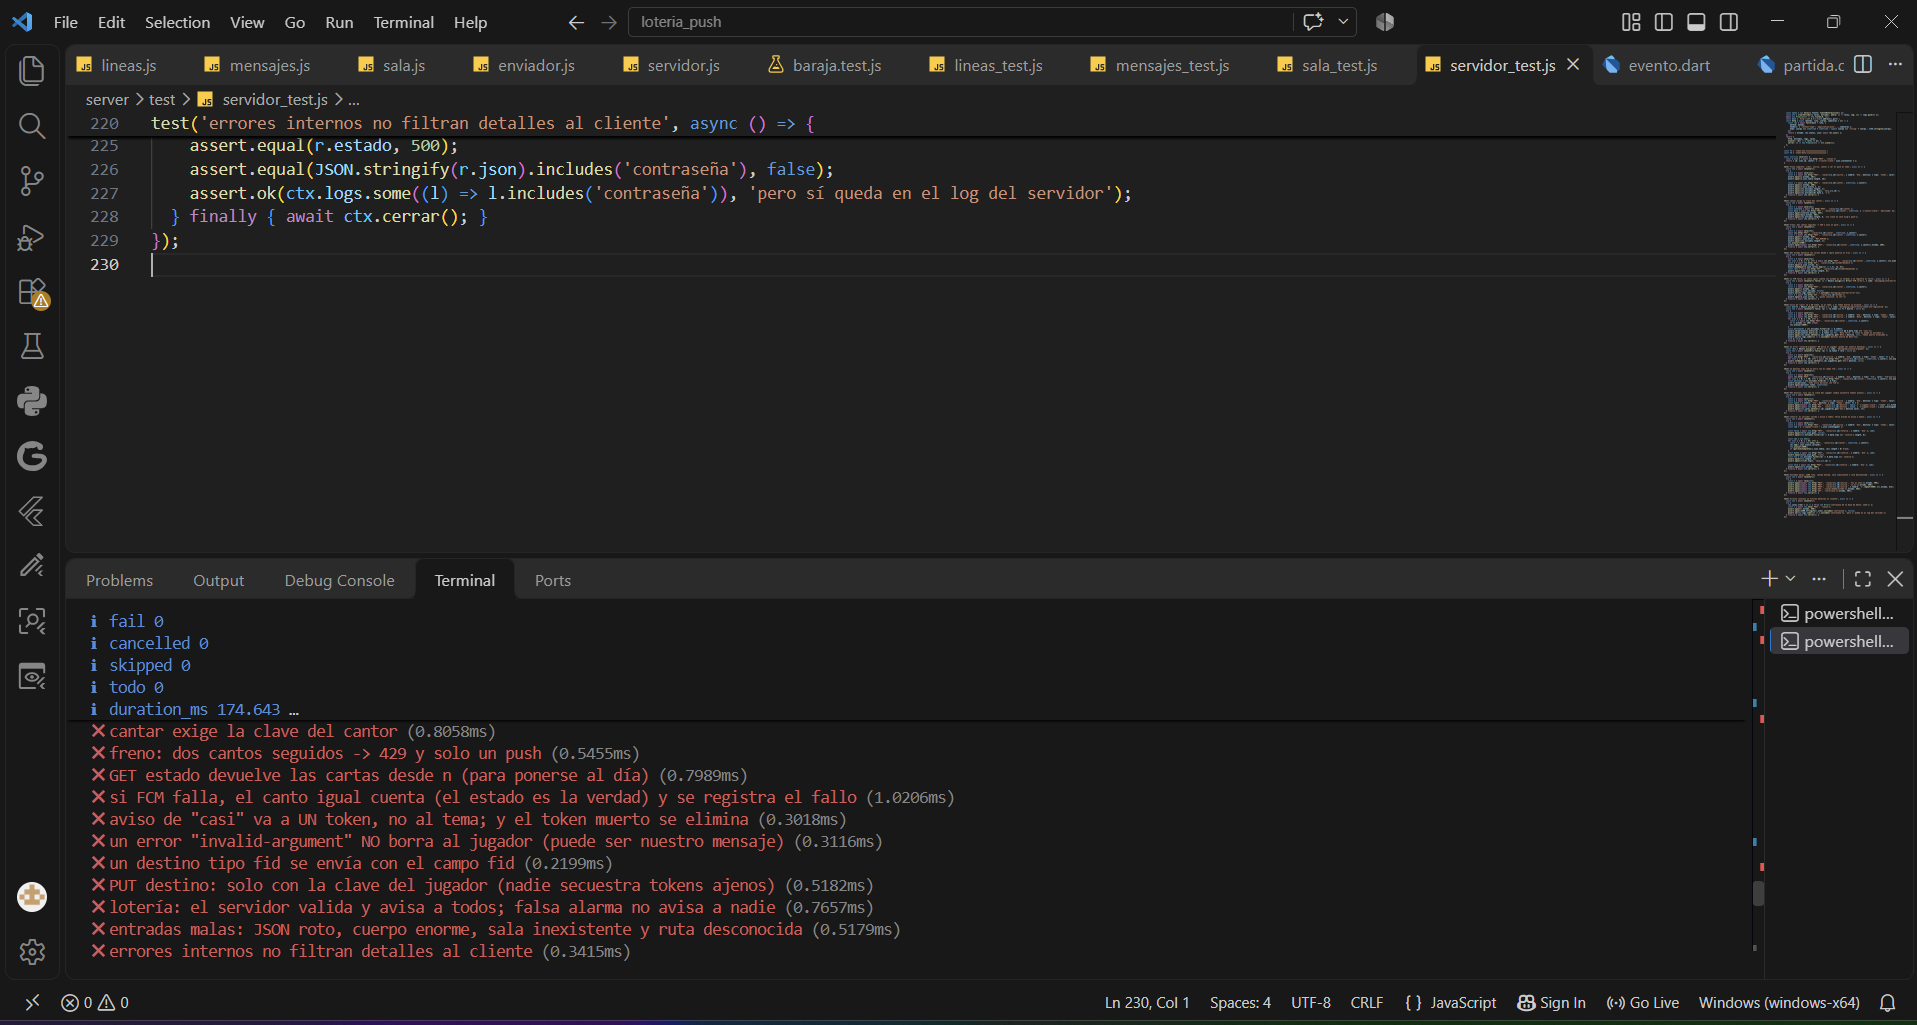 File Edit Selection View Go Run Terminal Help
loteria_push
lineas.js mensajes.js sala.js enviador.js servidor.js baraja.test.js lineas_test.js mensajes_test.js sala_test.js servidor_test.js evento.dart partida.c
server > test > servidor_test.js > ...
220 test('errores internos no filtran detalles al cliente', async () => {
225 assert.equal(r.estado, 500);
226 assert.equal(JSON.stringify(r.json).includes('contraseña'), false);
227 assert.ok(ctx.logs.some((l) => l.includes('contraseña')), 'pero sí queda en el log del servidor');
228 } finally { await ctx.cerrar(); }
229 });
230
Problems Output Debug Console Terminal Ports
ℹ fail 0
ℹ cancelled 0
ℹ skipped 0
ℹ todo 0
ℹ duration_ms 174.643 ...
powershell...
powershell...
✕ cantar exige la clave del cantor (0.8058ms)
✕ freno: dos cantos seguidos -> 429 y solo un push (0.5455ms)
✕ GET estado devuelve las cartas desde n (para ponerse al día) (0.7989ms)
✕ si FCM falla, el canto igual cuenta (el estado es la verdad) y se registra el fallo (1.0206ms)
✕ aviso de "casi" va a UN token, no al tema; y el token muerto se elimina (0.3018ms)
✕ un error "invalid-argument" NO borra al jugador (puede ser nuestro mensaje) (0.3116ms)
✕ un destino tipo fid se envía con el campo fid (0.2199ms)
✕ PUT destino: solo con la clave del jugador (nadie secuestra tokens ajenos) (0.5182ms)
✕ lotería: el servidor valida y avisa a todos; falsa alarma no avisa a nadie (0.7657ms)
✕ entradas malas: JSON roto, cuerpo enorme, sala inexistente y ruta desconocida (0.5179ms)
✕ errores internos no filtran detalles al cliente (0.3415ms)
0 0 Ln 230, Col 1 Spaces: 4 UTF-8 CRLF {} JavaScript Sign In Go Live Windows (windows-x64)